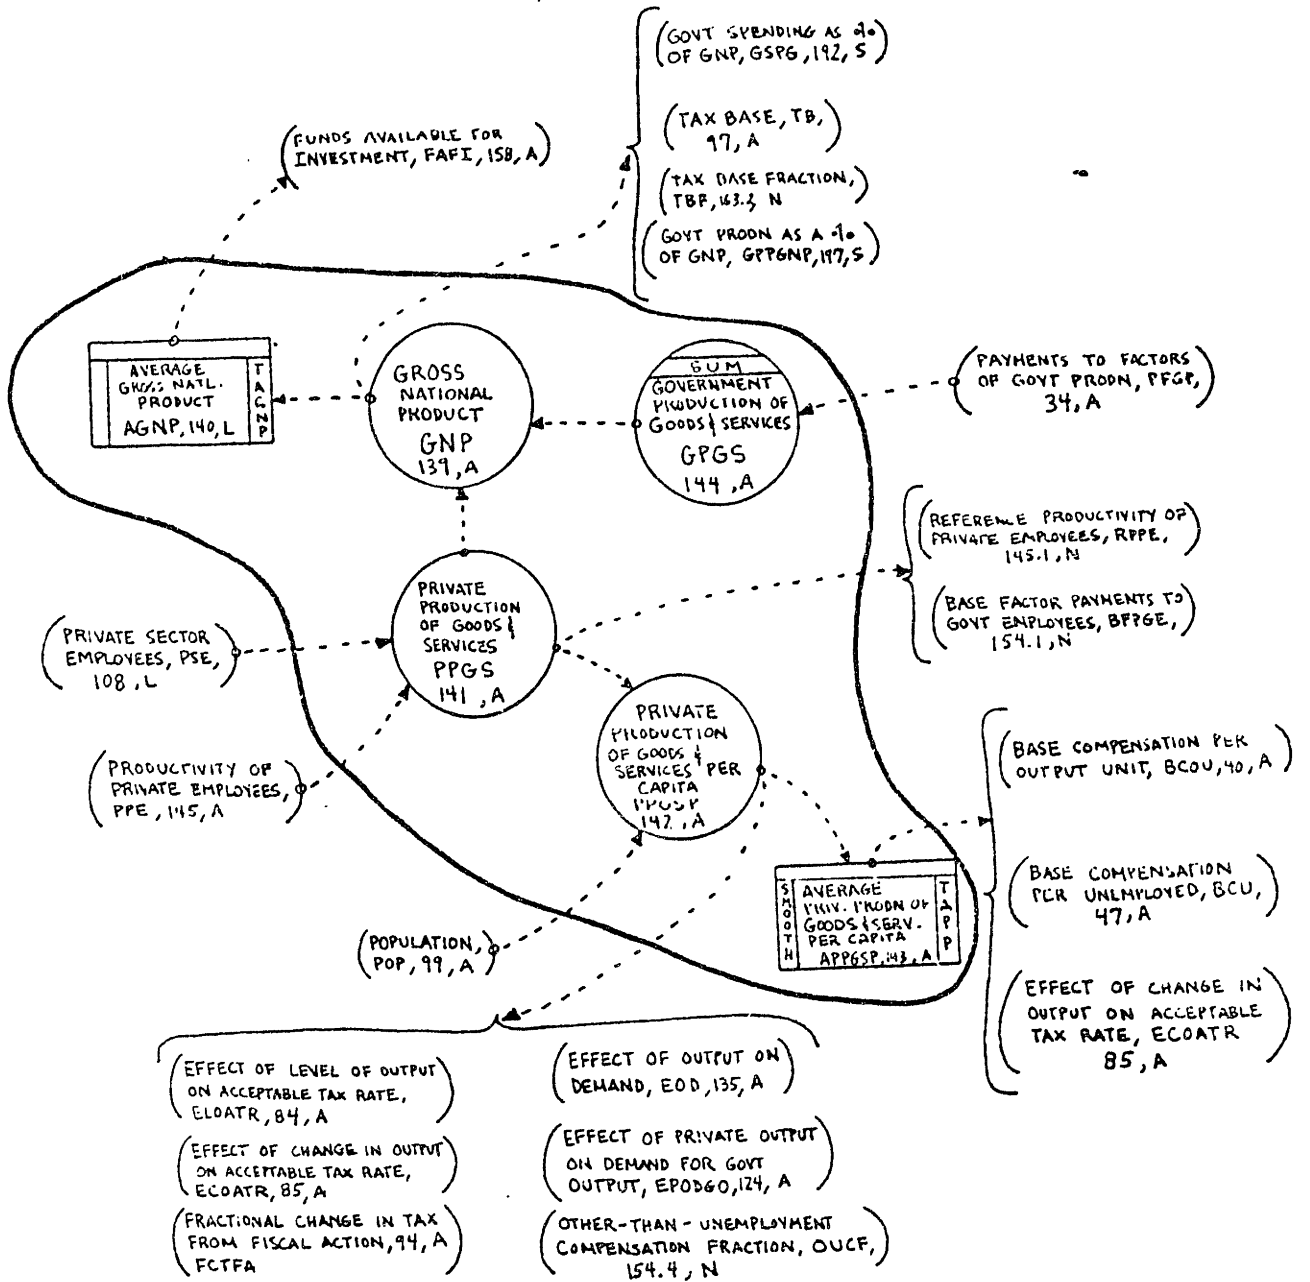 (GOVT SPENDING AS %
OF GNP, GSPG, 192, S)
(TAX BASE, TB,
97, A)
(TAX BASE FRACTION,
TBF, 163.2, N)
(GOVT PRODN AS A %
OF GNP, GPPGNP, 197, S)
(FUNDS AVAILABLE FOR
INVESTMENT, FAFI, 158, A)
AVERAGE
GROSS NATL.
PRODUCT
AGNP, 140, L
TAGNP
GROSS
NATIONAL
PRODUCT
GNP
139, A
SUM
GOVERNMENT
PRODUCTION OF
GOODS & SERVICES
GPGS
144, A
(PAYMENTS TO FACTORS
OF GOVT PRODN, PFGP,
34, A)
(REFERENCE PRODUCTIVITY OF
PRIVATE EMPLOYEES, RPPE,
145.1, N)
(BASE FACTOR PAYMENTS TO
GOVT EMPLOYEES, BFPGE,
154.1, N)
PRIVATE
PRODUCTION
OF GOODS &
SERVICES
PPGS
141, A
(PRIVATE SECTOR
EMPLOYEES, PSE,
108, L)
(PRODUCTIVITY OF
PRIVATE EMPLOYEES,
PPE, 145, A)
PRIVATE
PRODUCTION
OF GOODS &
SERVICES PER
CAPITA
PPGSP
142, A
(BASE COMPENSATION PER
OUTPUT UNIT, BCOU, 40, A)
(BASE COMPENSATION
PER UNEMPLOYED, BCU,
47, A)
(EFFECT OF CHANGE IN
OUTPUT ON ACCEPTABLE
TAX RATE, ECOATR
85, A)
SMOOTH
AVERAGE
PRIV. PRODN OF
GOODS & SERV.
PER CAPITA
APPGSP, 143, A
TAPP
(POPULATION,
POP, 99, A)
(EFFECT OF LEVEL OF OUTPUT
ON ACCEPTABLE TAX RATE,
ELOATR, 84, A)
(EFFECT OF CHANGE IN OUTPUT
ON ACCEPTABLE TAX RATE,
ECOATR, 85, A)
(FRACTIONAL CHANGE IN TAX
FROM FISCAL ACTION, 94, A
FCTFA)
(EFFECT OF OUTPUT ON
DEMAND, EOD, 135, A)
(EFFECT OF PRIVATE OUTPUT
ON DEMAND FOR GOVT
OUTPUT, EPODGO, 124, A)
(OTHER-THAN-UNEMPLOYMENT
COMPENSATION FRACTION, OUCF,
154.4, N)